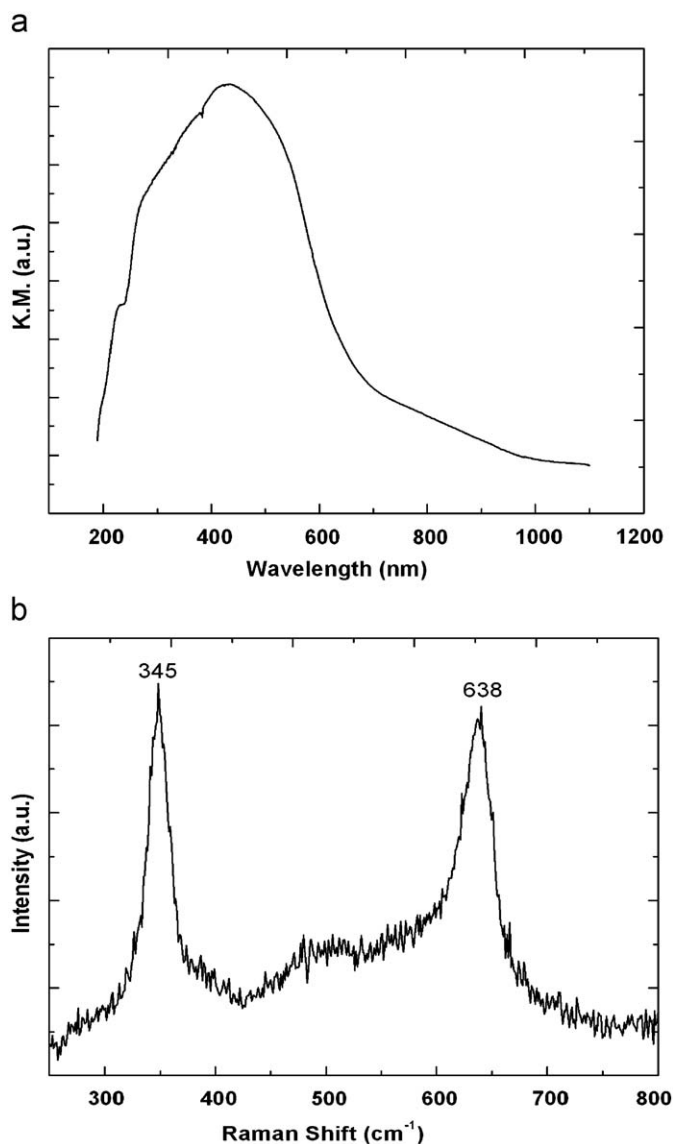 a
K.M. (a.u.)
200 400 600 800 1000 1200
Wavelength (nm)
b
345
638
Intensity (a.u.)
300 400 500 600 700 800
Raman Shift (cm⁻¹)